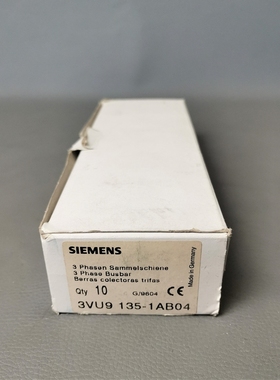 SIEMENS
3 Phasen Sammelschiene
3 Phase Busbar
Barras colectoras trifas
Qty 10 G/9604 CE
3VU9 135-1AB04
Made in Germany